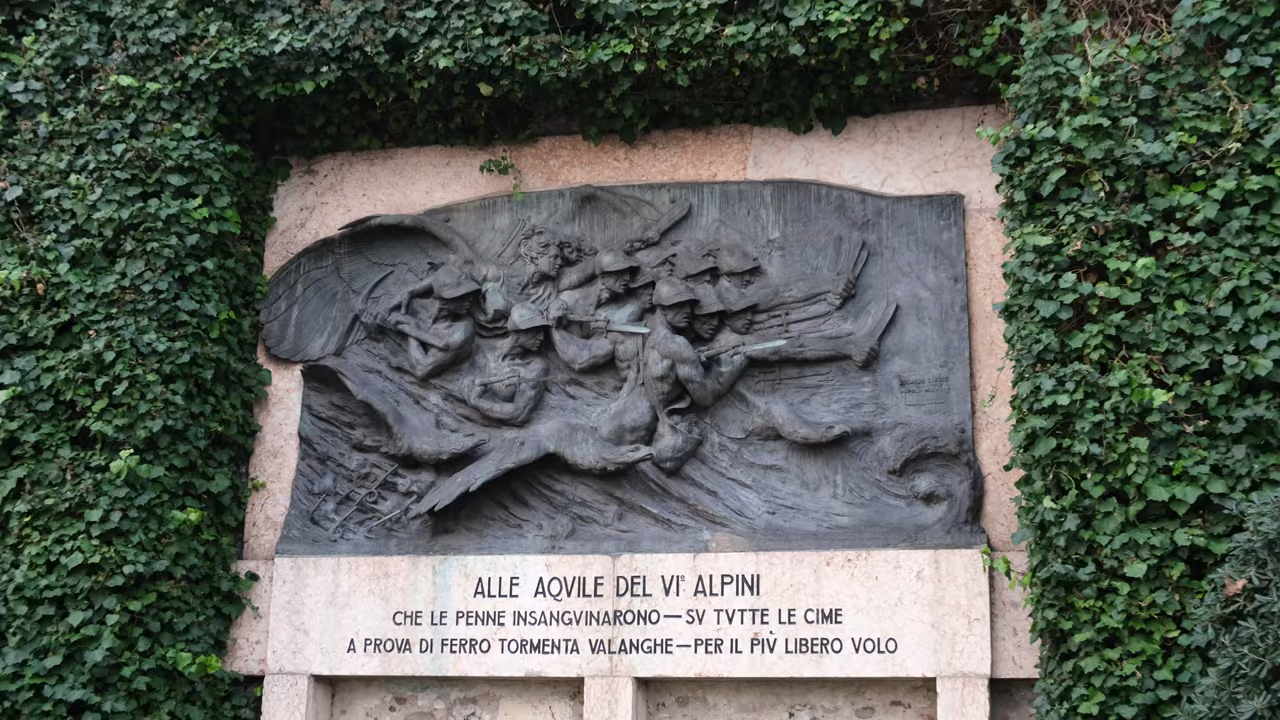 ALLE AQVILE DEL VIº ALPINI
CHE LE PENNE INSANGVINARONO—SV TVTTE LE CIME
A PROVA DI FERRO TORMENTA VALANGHE—PER IL PIV̀ LIBERO VOLO